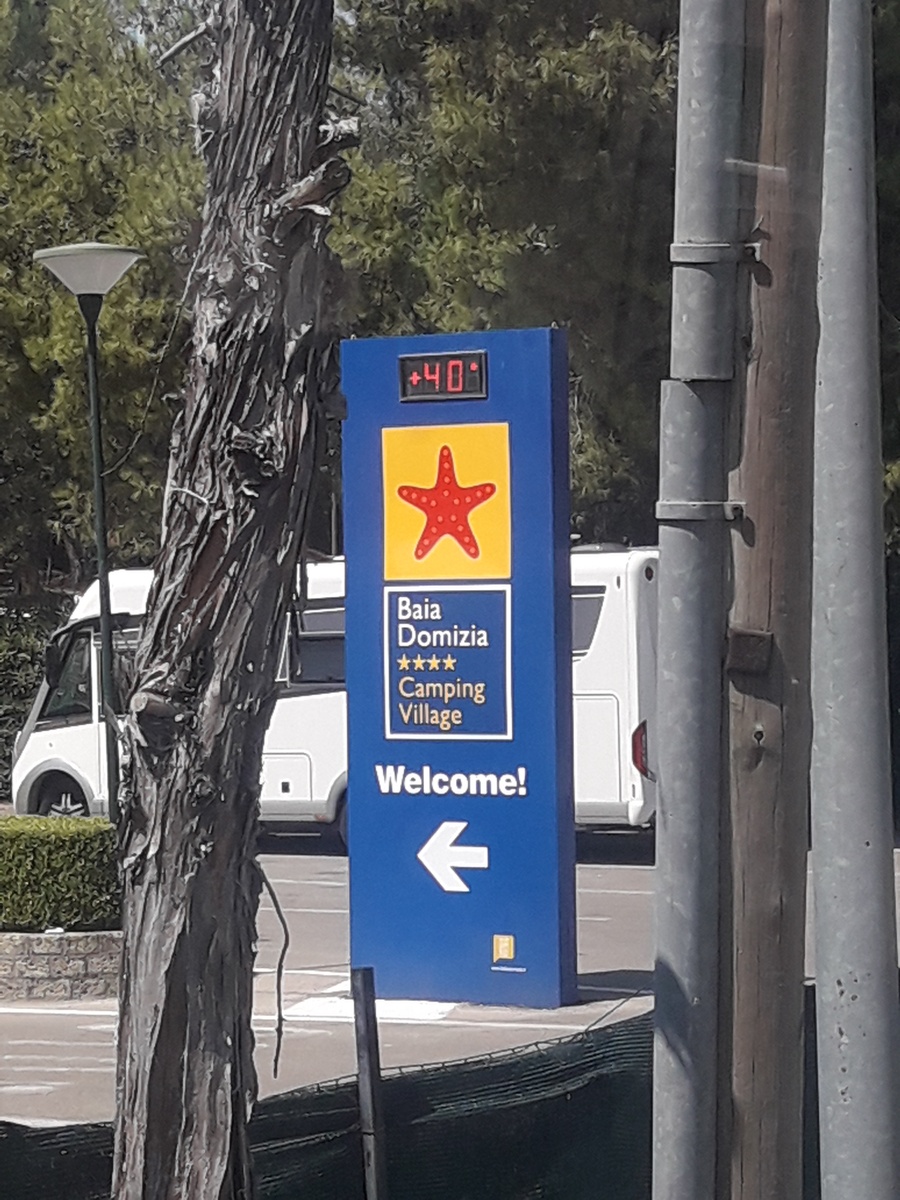 +40°
Baia
Domizia
★★★★
Camping
Village
Welcome!